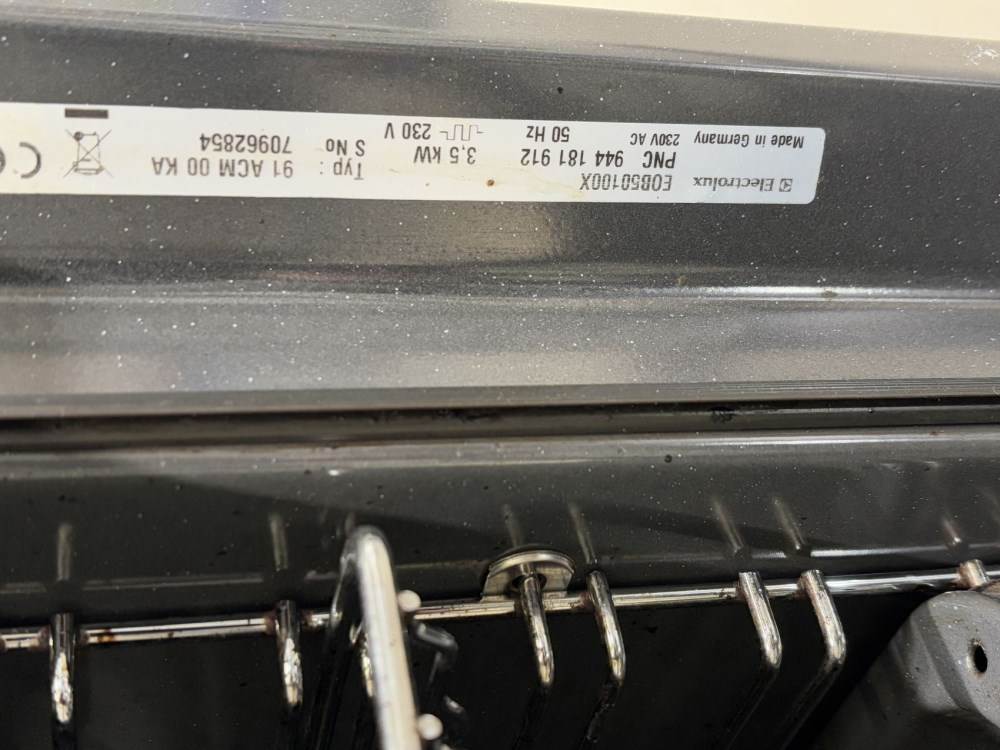 Electrolux EOB50100X Typ : 91 ACM 00 KA
PNC 944 181 912 3,5 kW S No 70962854
Made in Germany 230V AC 50 Hz 230 V